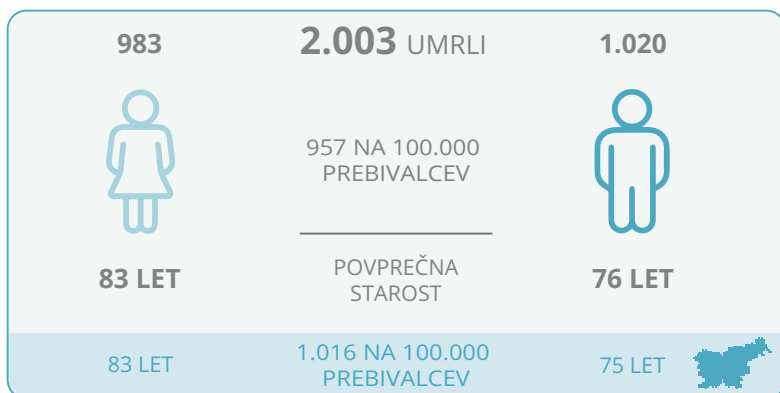 983 2.003 UMRLI 1.020
957 NA 100.000
PREBIVALCEV
83 LET POVPREČNA
STAROST 76 LET
83 LET 1.016 NA 100.000
PREBIVALCEV 75 LET